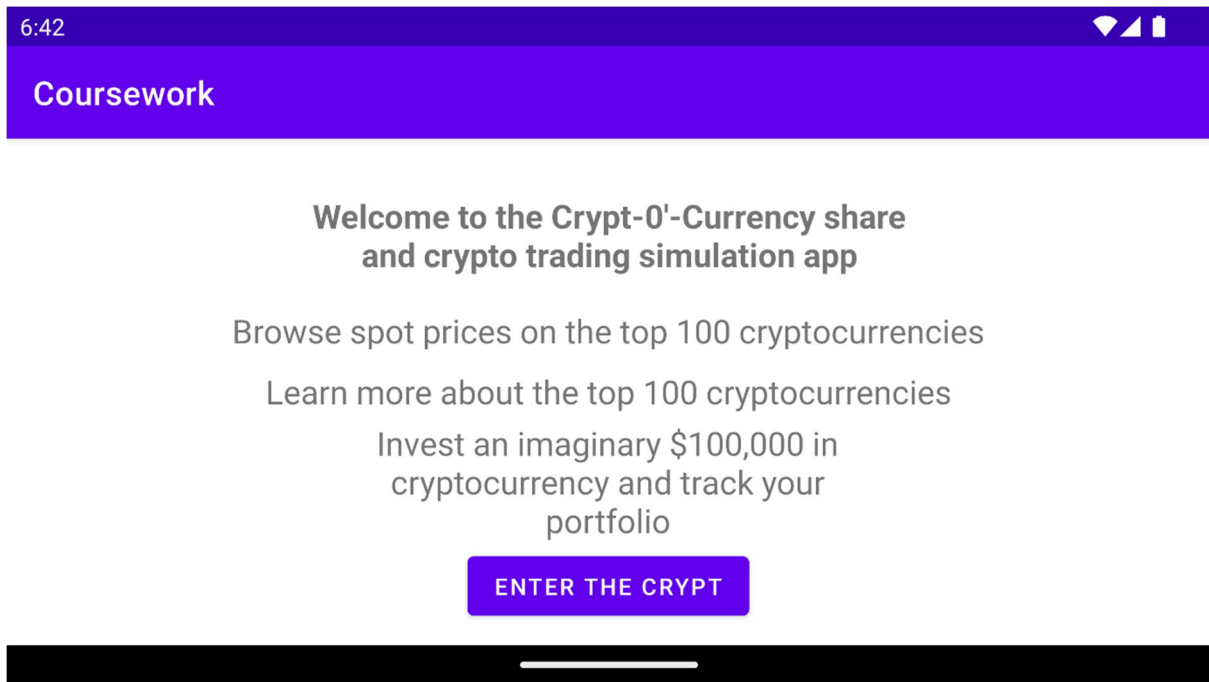 6:42
Coursework
Welcome to the Crypt-0'-Currency share
and crypto trading simulation app
Browse spot prices on the top 100 cryptocurrencies
Learn more about the top 100 cryptocurrencies
Invest an imaginary $100,000 in
cryptocurrency and track your
portfolio
ENTER THE CRYPT